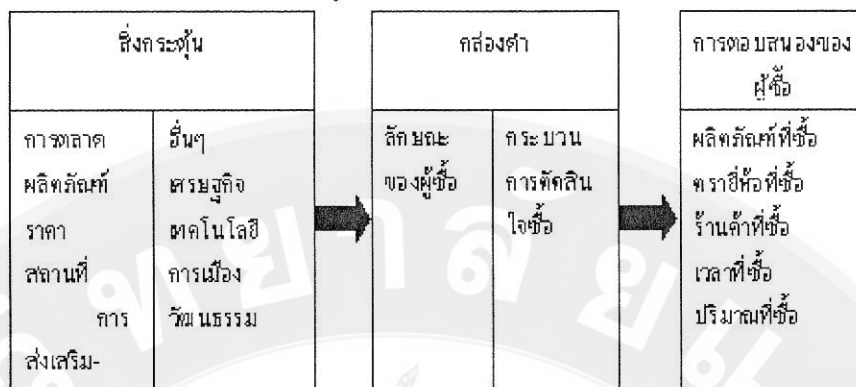 สิ่งกระตุ้น
การตลาด
ผลิตภัณฑ์
ราคา
สถานที่
การ
ส่งเสริม-
อื่นๆ
เศรษฐกิจ
เทคโนโลยี
การเมือง
วัฒนธรรม
กล่องดำ
ลักษณะ
ของผู้ซื้อ
กระบวน
การตัดสิน
ใจซื้อ
การตอบสนองของ
ผู้ซื้อ
ผลิตภัณฑ์ที่ซื้อ
ตรายี่ห้อที่ซื้อ
ร้านค้าที่ซื้อ
เวลาที่ซื้อ
ปริมาณที่ซื้อ